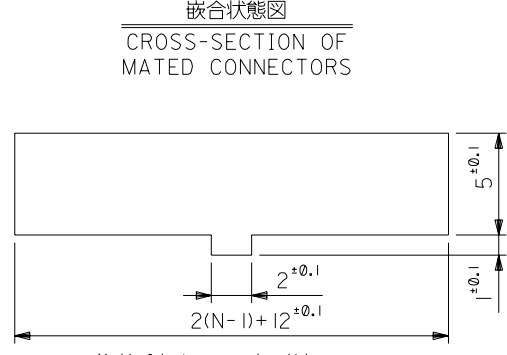 嵌合状態図
CROSS-SECTION OF
MATED CONNECTORS
5±0.1
1±0.1
2±0.1
2(N-1)+12±0.1